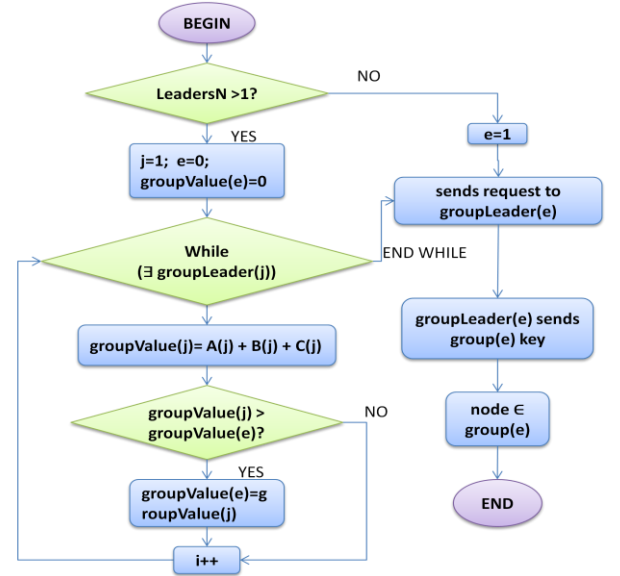 BEGIN
LeadersN >1?
NO
YES
e=1
j=1; e=0;
groupValue(e)=0
sends request to
groupLeader(e)
While
(∃ groupLeader(j))
END WHILE
groupValue(j)= A(j) + B(j) + C(j)
groupLeader(e) sends
group(e) key
groupValue(j) >
groupValue(e)?
NO
node ∈
group(e)
YES
groupValue(e)=g
roupValue(j)
END
i++